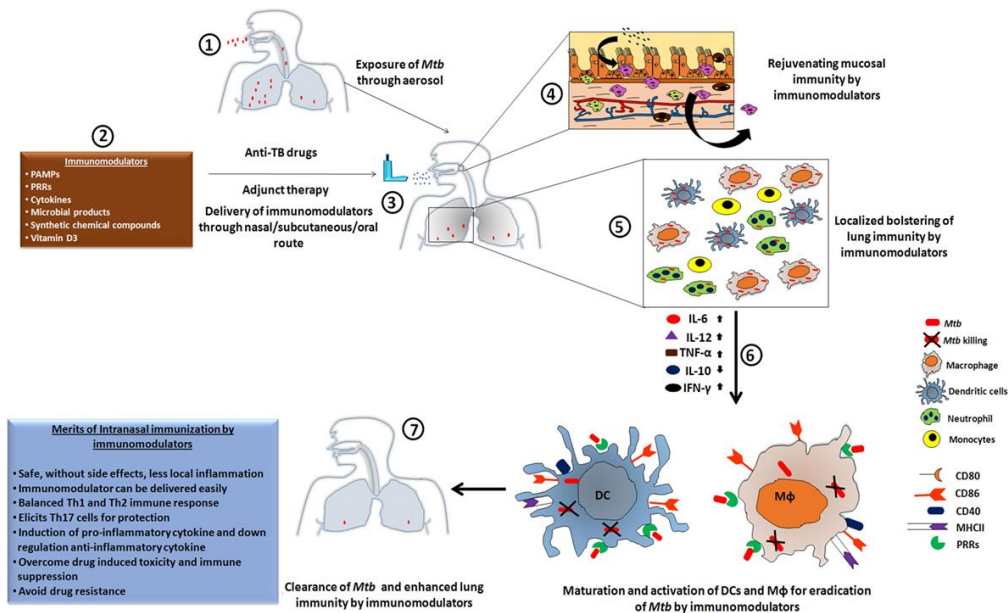 1
Exposure of Mtb
through aerosol
2
Immunomodulators
• PAMPs
• PRRs
• Cytokines
• Microbial products
• Synthetic chemical compounds
• Vitamin D3
Anti-TB drugs
Adjunct therapy
Delivery of immunomodulators
through nasal/subcutaneous/oral
route
3
4
Rejuvenating mucosal
immunity by
immunomodulators
5
Localized bolstering of
lung immunity by
immunomodulators
IL-6
IL-12
TNF-α
IL-10
IFN-γ
6
Mtb
Mtb killing
Macrophage
Dendritic cells
Neutrophil
Monocytes
CD80
CD86
CD40
MHCII
PRRs
DC
Mф
Maturation and activation of DCs and Mф for eradication
of Mtb by immunomodulators
7
Clearance of Mtb and enhanced lung
immunity by immunomodulators
Merits of Intranasal immunization by
immunomodulators
• Safe, without side effects, less local inflammation
• Immunomodulator can be delivered easily
• Balanced Th1 and Th2 immune response
• Elicits Th17 cells for protection
• Induction of pro-inflammatory cytokine and down
regulation anti-inflammatory cytokine
• Overcome drug induced toxicity and immune
suppression
• Avoid drug resistance